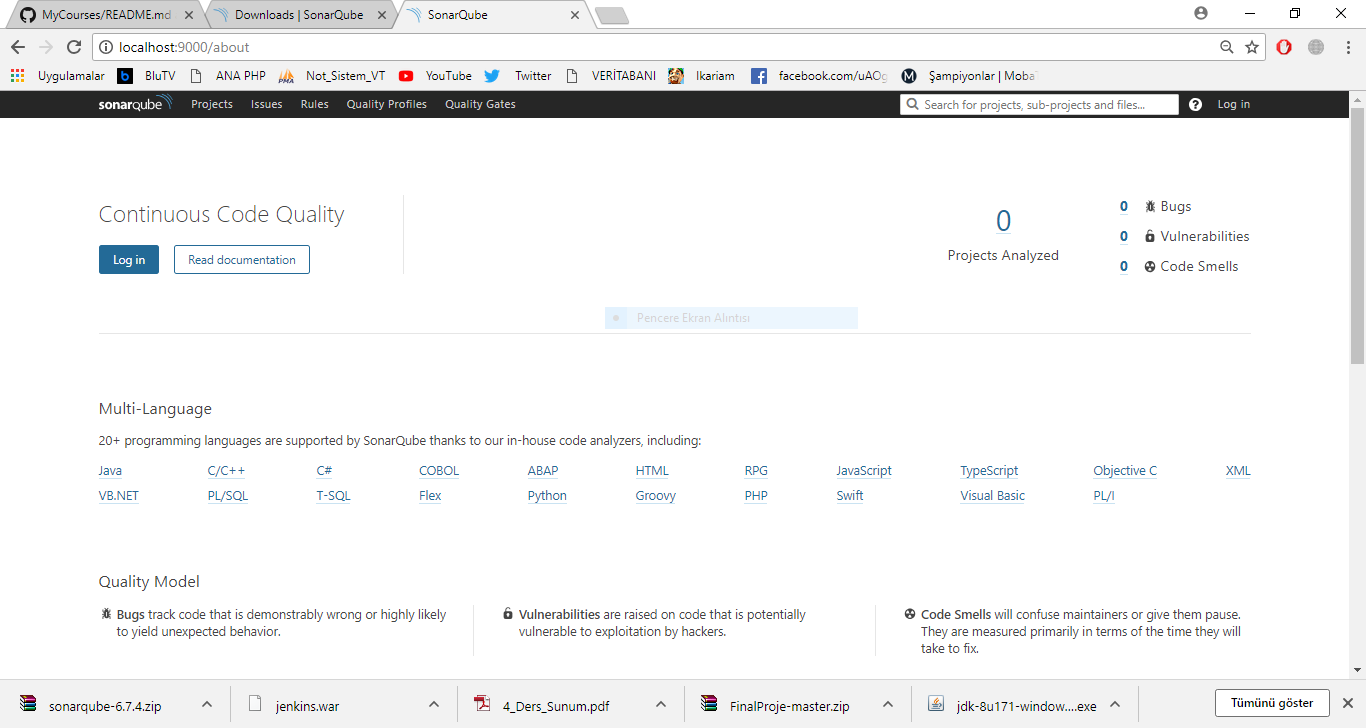 MyCourses/README.md
Downloads | SonarQube
SonarQube
localhost:9000/about
Uygulamalar BluTV ANA PHP Not_Sistem_VT YouTube Twitter VERİTABANI Ikariam facebook.com/uAOg Şampiyonlar | Moba
sonarqube Projects Issues Rules Quality Profiles Quality Gates Search for projects, sub-projects and files... Log in
Continuous Code Quality
Log in Read documentation
0
Projects Analyzed
0 Bugs
0 Vulnerabilities
0 Code Smells
Pencere Ekran Alıntısı
Multi-Language
20+ programming languages are supported by SonarQube thanks to our in-house code analyzers, including:
Java C/C++ C# COBOL ABAP HTML RPG JavaScript TypeScript Objective C XML
VB.NET PL/SQL T-SQL Flex Python Groovy PHP Swift Visual Basic PL/I
Quality Model
Bugs track code that is demonstrably wrong or highly likely
to yield unexpected behavior.
Vulnerabilities are raised on code that is potentially
vulnerable to exploitation by hackers.
Code Smells will confuse maintainers or give them pause.
They are measured primarily in terms of the time they will
take to fix.
sonarqube-6.7.4.zip jenkins.war 4_Ders_Sunum.pdf FinalProje-master.zip jdk-8u171-window....exe Tümünü göster